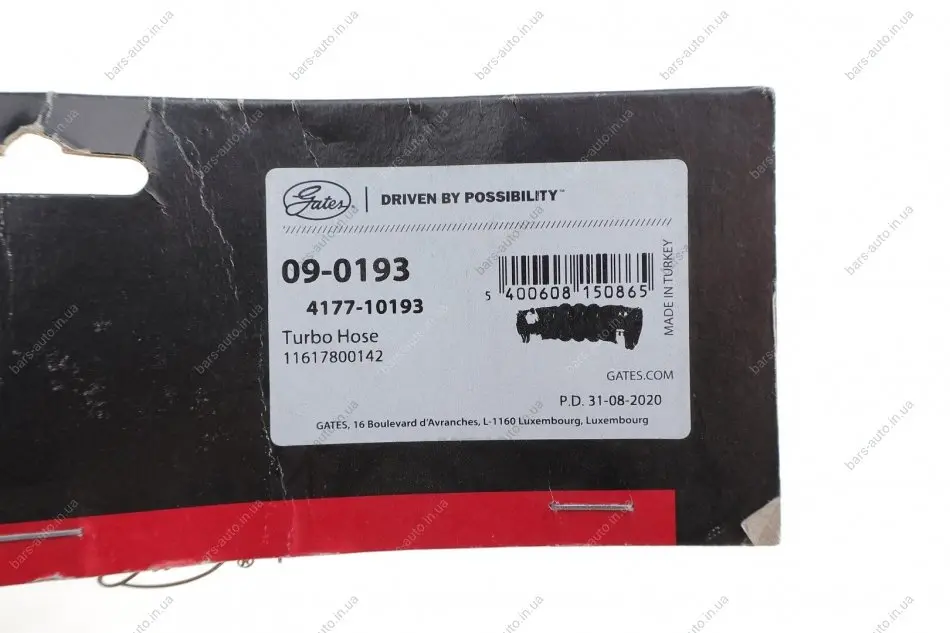 Gates | DRIVEN BY POSSIBILITY™
09-0193
4177-10193
Turbo Hose
11617800142
5 400608 150865
MADE IN TURKEY
GATES.COM
P.D. 31-08-2020
GATES, 16 Boulevard d'Avranches, L-1160 Luxembourg, Luxembourg
®
bars-auto.in.ua